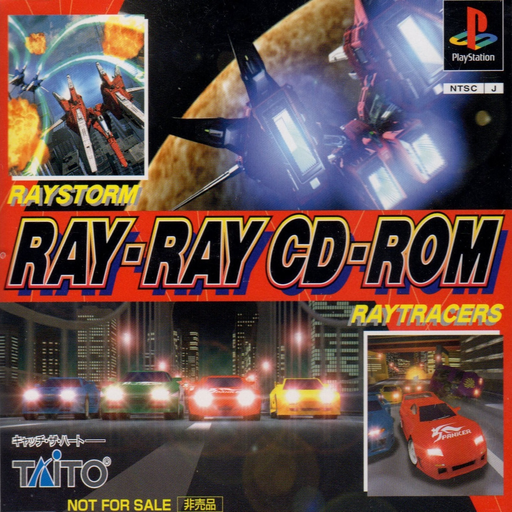 PlayStation
NTSC J
RAYSTORM
RAY-RAY CD-ROM
RAYTRACERS
キャッチ・ザ・ハート
TAITO
NOT FOR SALE 非売品